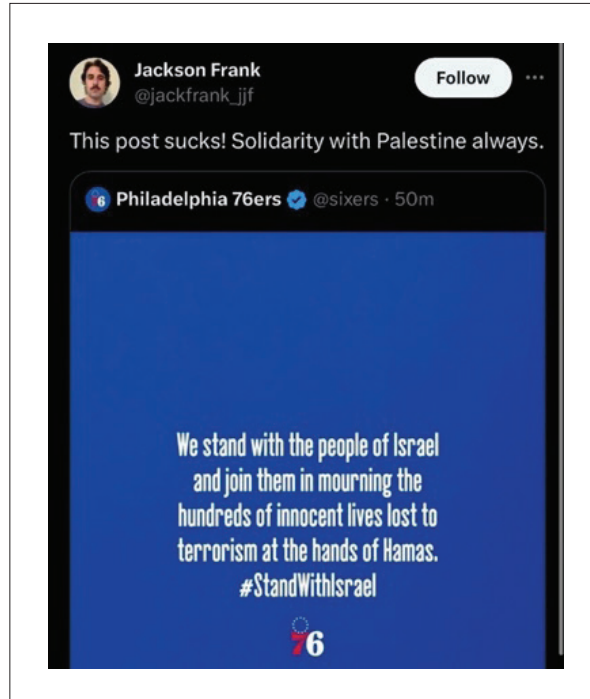 Jackson Frank
@jackfrank_jjf
Follow
This post sucks! Solidarity with Palestine always.
Philadelphia 76ers @sixers · 50m
We stand with the people of Israel
and join them in mourning the
hundreds of innocent lives lost to
terrorism at the hands of Hamas.
#StandWithIsrael
76